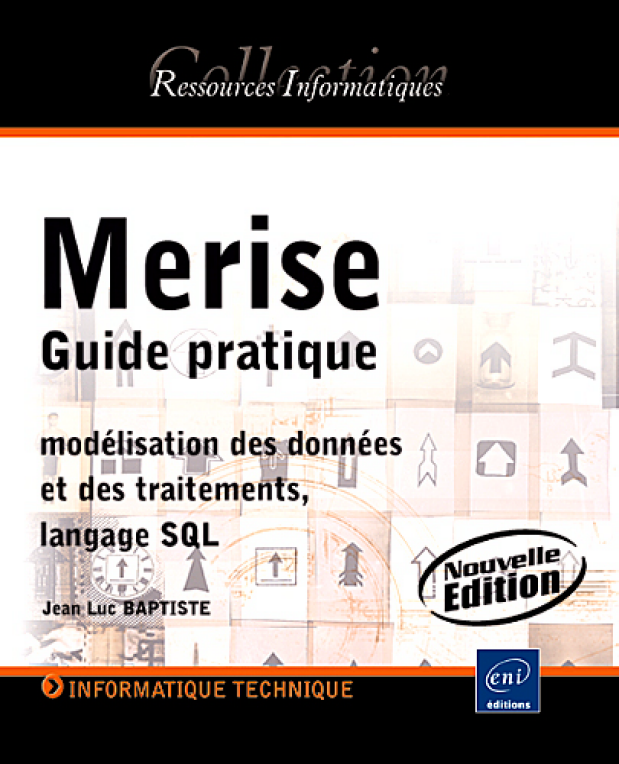 Collection
Ressources Informatiques
Merise
Guide pratique
modélisation des données
et des traitements,
langage SQL
Jean Luc BAPTISTE
Nouvelle
Edition
INFORMATIQUE TECHNIQUE
eni
éditions